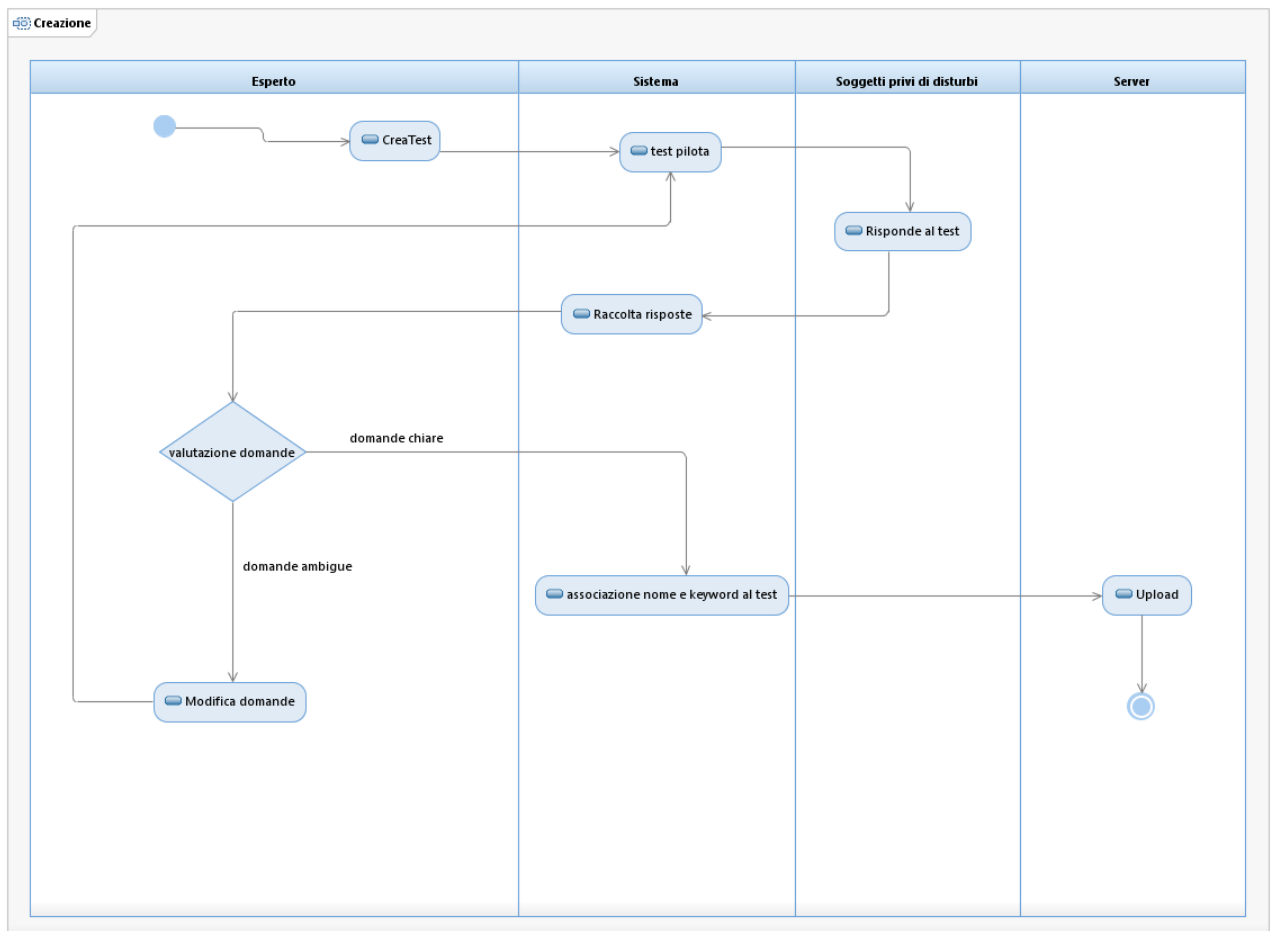 Creazione
Esperto
Sistema
Soggetti privi di disturbi
Server
CreaTest
test pilota
Risponde al test
Raccolta risposte
domande chiare
valutazione domande
domande ambigue
associazione nome e keyword al test
Upload
Modifica domande